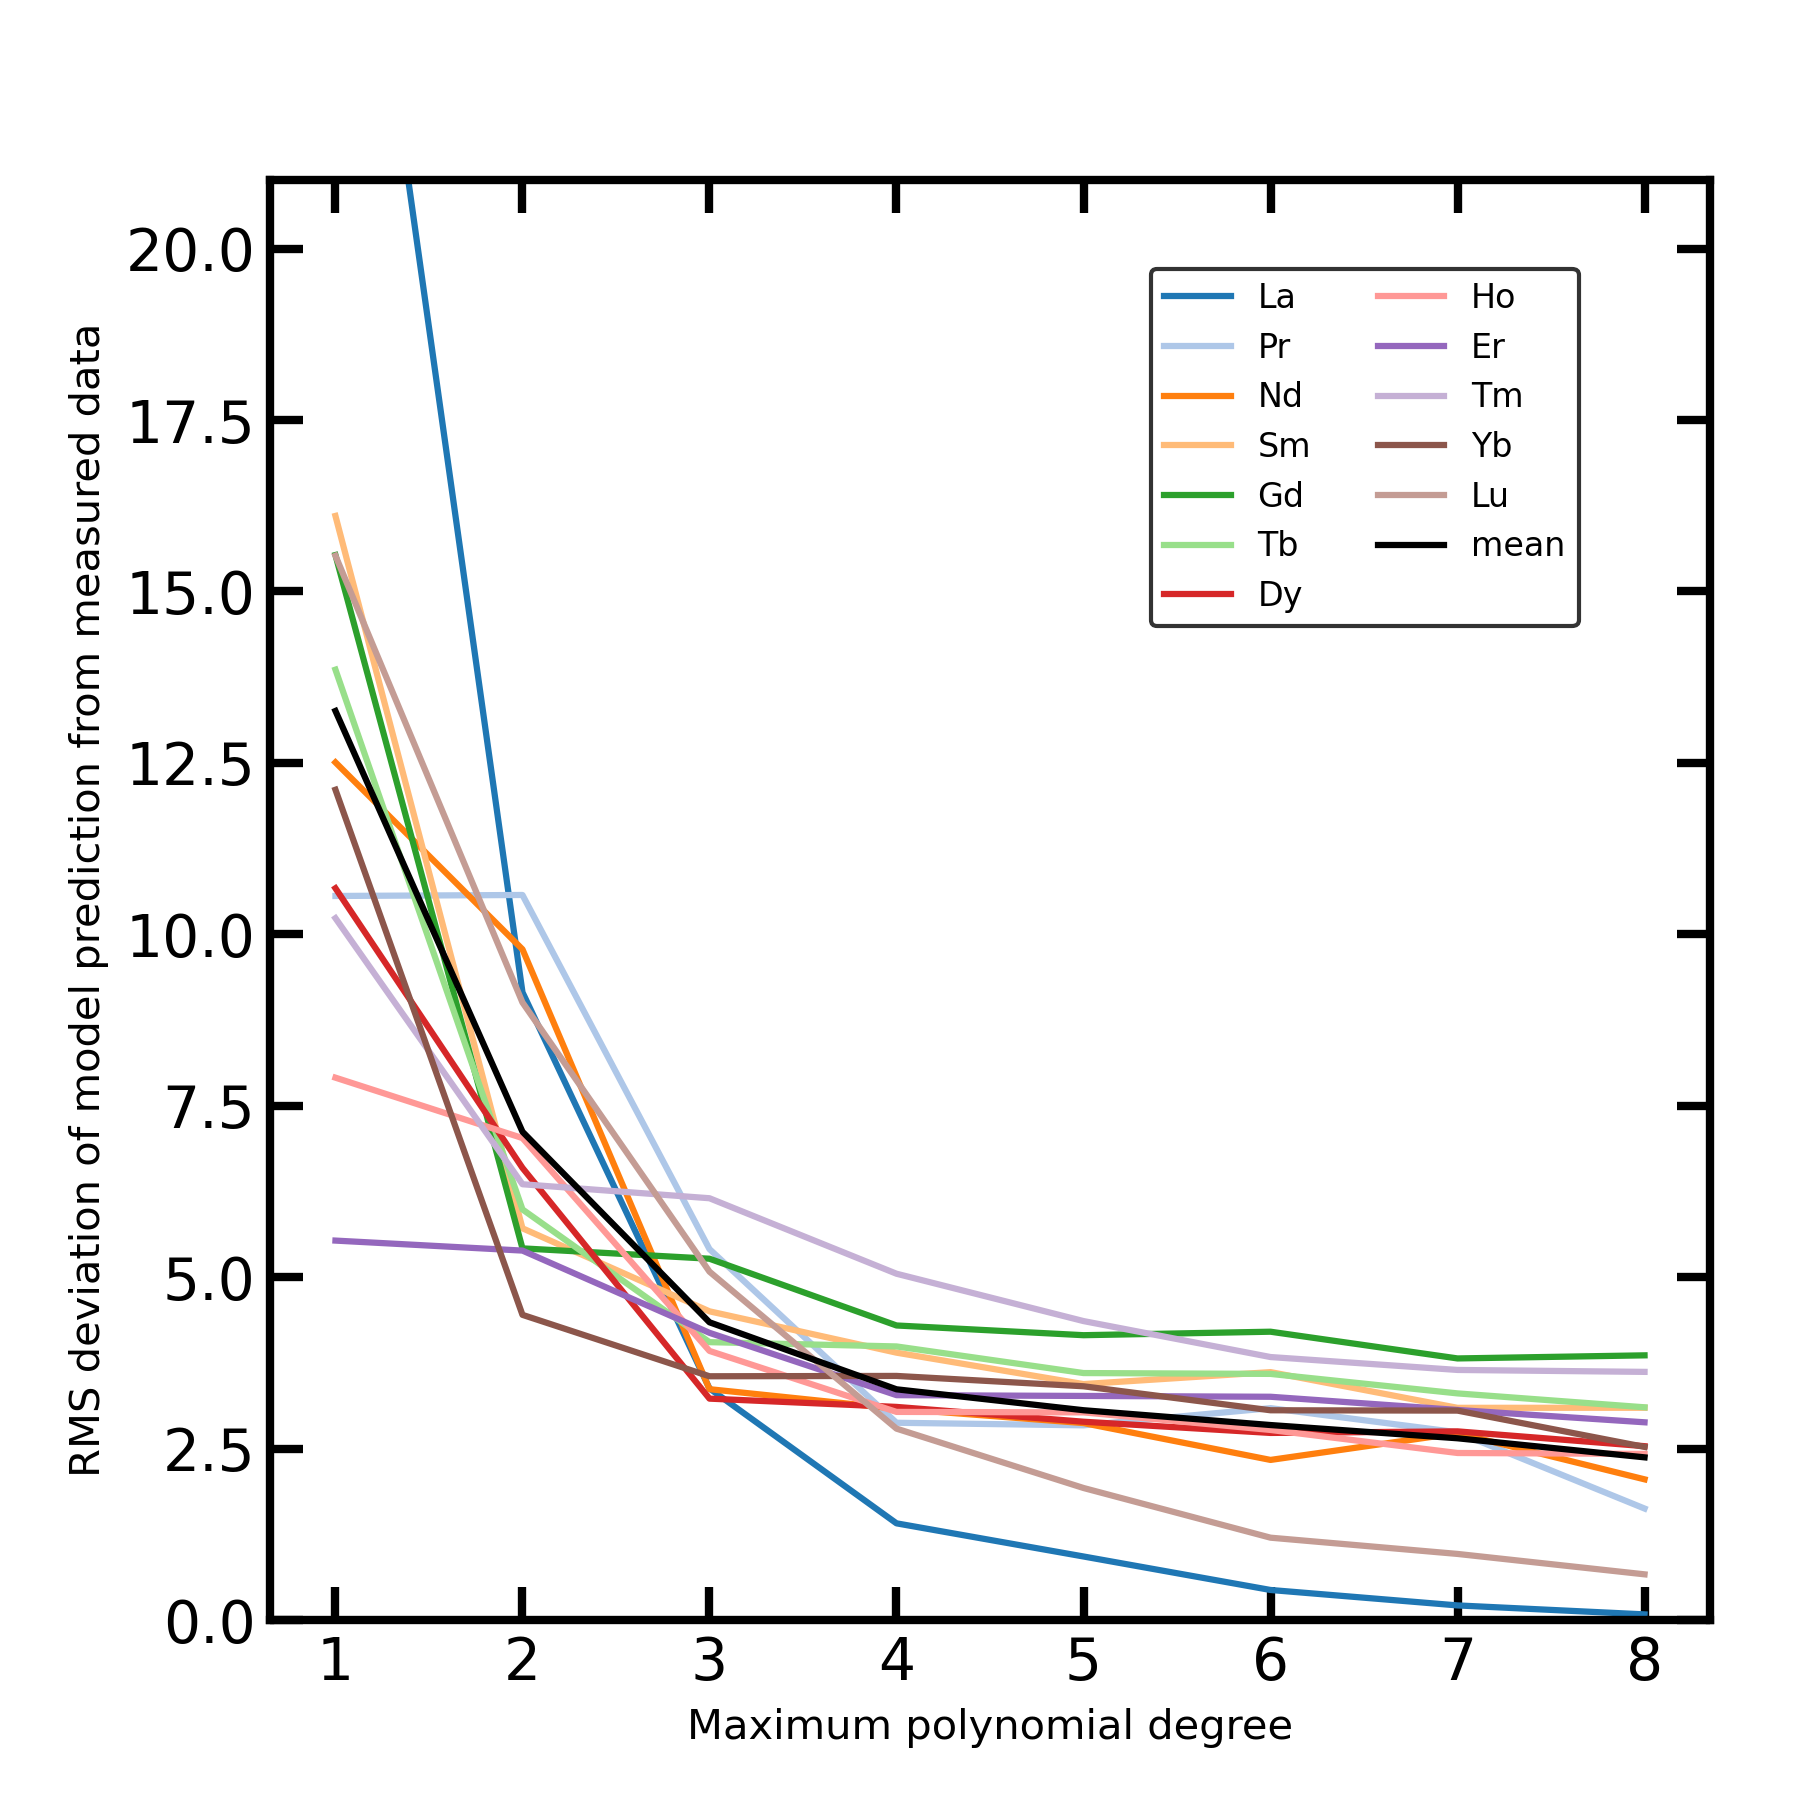 20.0
17.5
15.0
12.5
10.0
7.5
5.0
2.5
0.0
RMS deviation of model prediction from measured data
La
Pr
Nd
Sm
Gd
Tb
Dy
Ho
Er
Tm
Yb
Lu
mean
1 2 3 4 5 6 7 8
Maximum polynomial degree